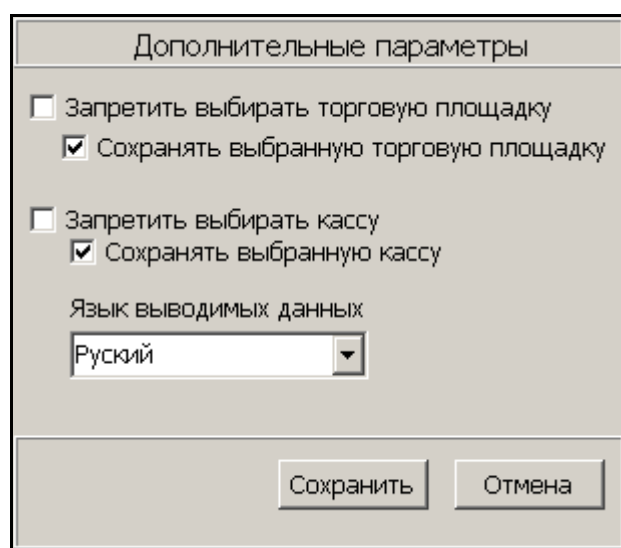 Дополнительные параметры
Запретить выбирать торговую площадку
Сохранять выбранную торговую площадку
Запретить выбирать кассу
Сохранять выбранную кассу
Язык выводимых данных
Руский
Сохранить
Отмена